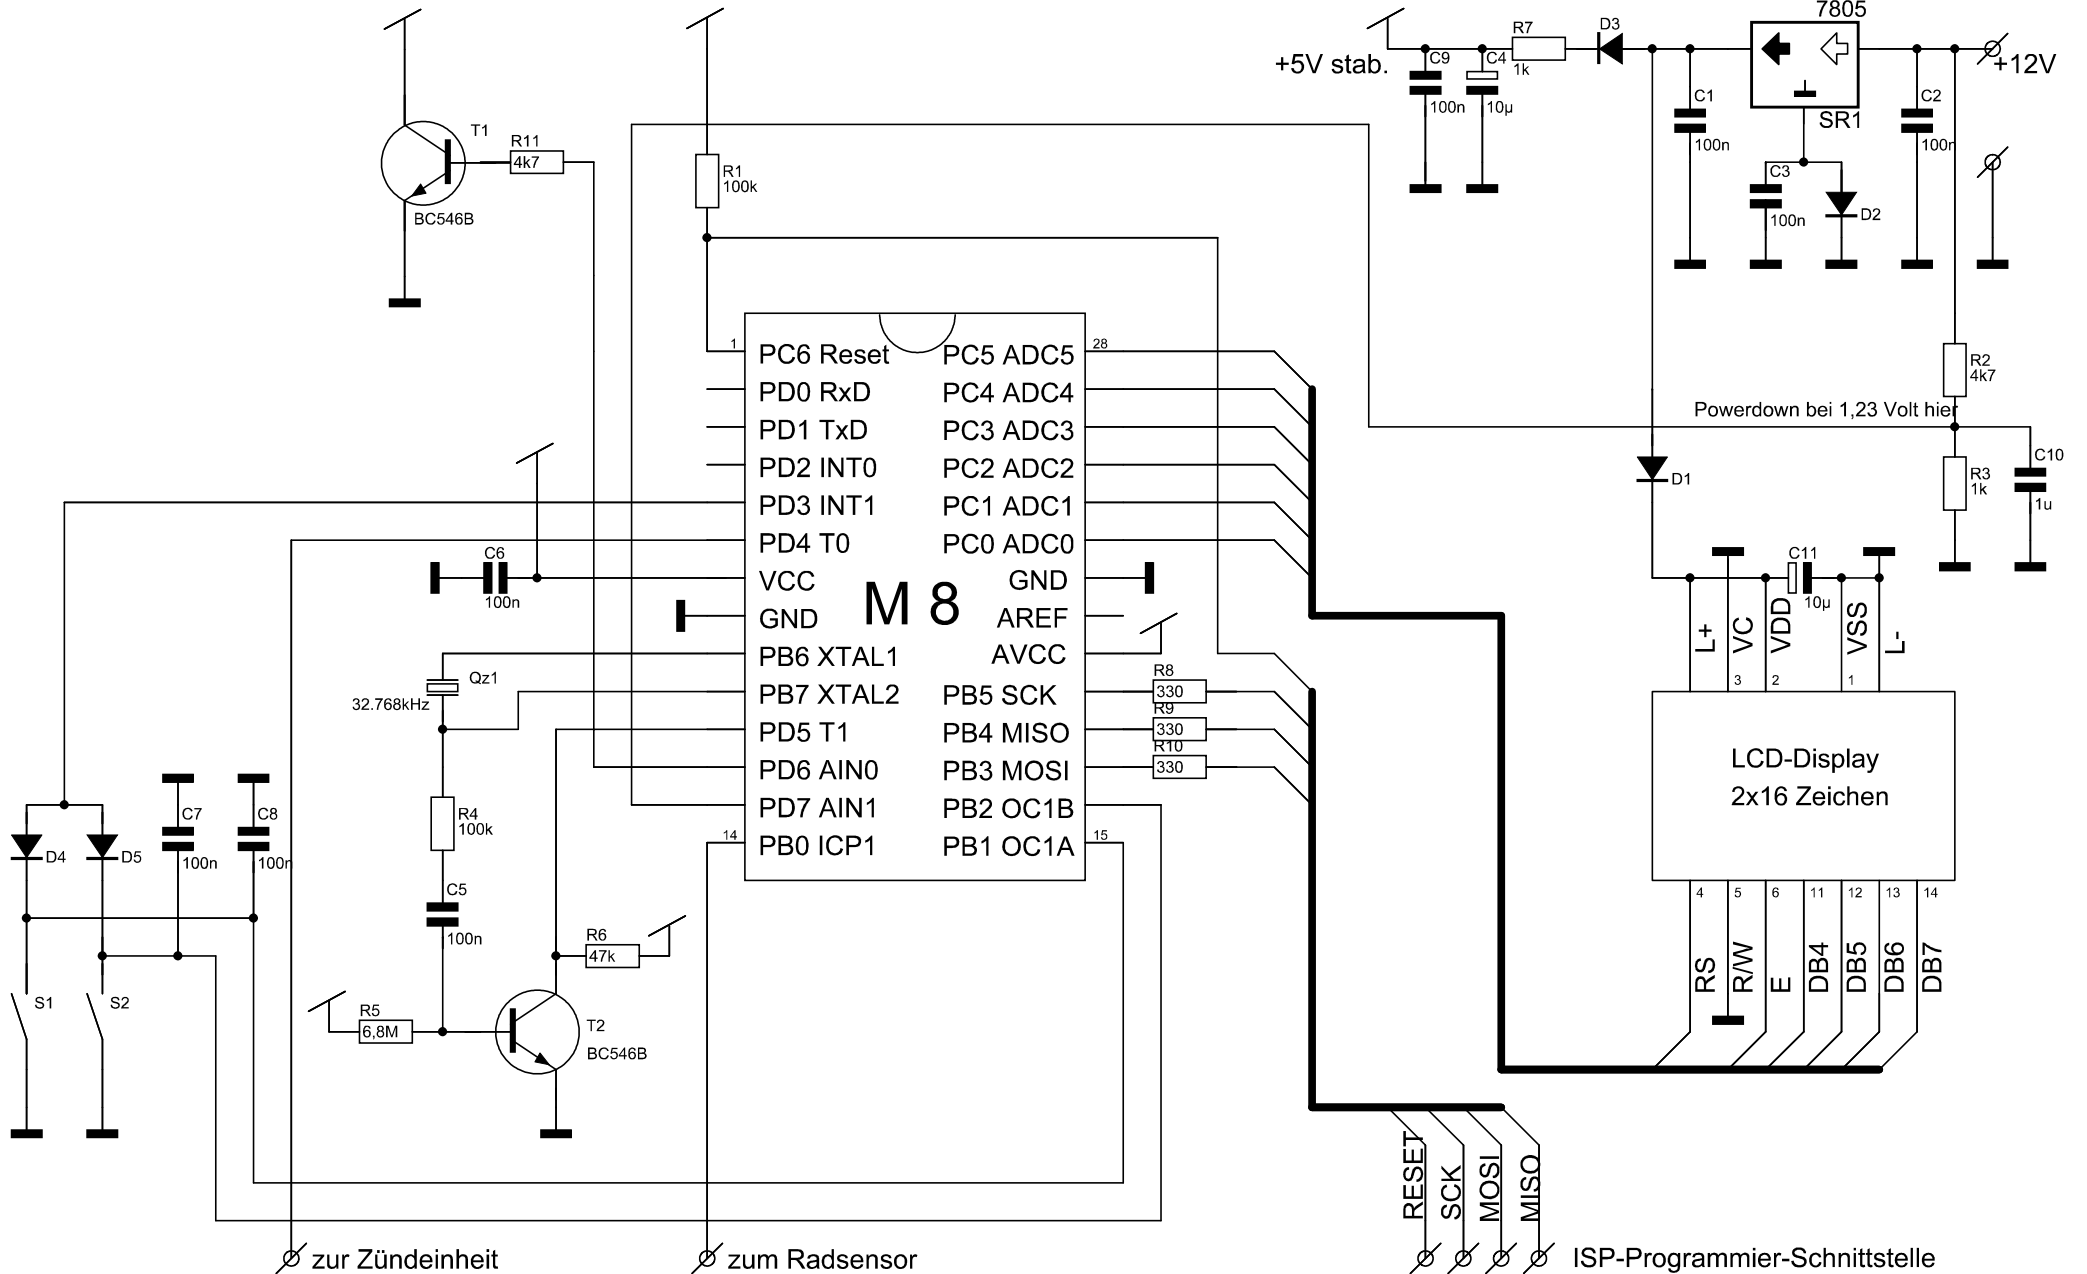 7805
+5V stab.
C9
100n
C4
10µ
R7
1k
D3
C1
100n
SR1
C2
100n
+12V
C3
100n
D2
T1
BC546B
R11
4k7
R1
100k
R2
4k7
Powerdown bei 1,23 Volt hier
R3
1k
C10
1u
D1
C11
10µ
1
PC6 Reset
PD0 RxD
PD1 TxD
PD2 INT0
PD3 INT1
PD4 T0
VCC
GND
PB6 XTAL1
PB7 XTAL2
PD5 T1
PD6 AIN0
PD7 AIN1
14
PB0 ICP1
M 8
28
PC5 ADC5
PC4 ADC4
PC3 ADC3
PC2 ADC2
PC1 ADC1
PC0 ADC0
GND
AREF
AVCC
PB5 SCK
PB4 MISO
PB3 MOSI
PB2 OC1B
15
PB1 OC1A
R8
330
R9
330
R10
330
C6
100n
Qz1
32.768kHz
R4
100k
C5
100n
R6
47k
R5
6,8M
T2
BC546B
D4
D5
C7
100n
C8
100n
S1
S2
L+
VC
VDD
VSS
L-
3
2
1
LCD-Display
2x16 Zeichen
4
5
6
11
12
13
14
RS
R/W
E
DB4
DB5
DB6
DB7
RESET
SCK
MOSI
MISO
zur Zündeinheit
zum Radsensor
ISP-Programmier-Schnittstelle